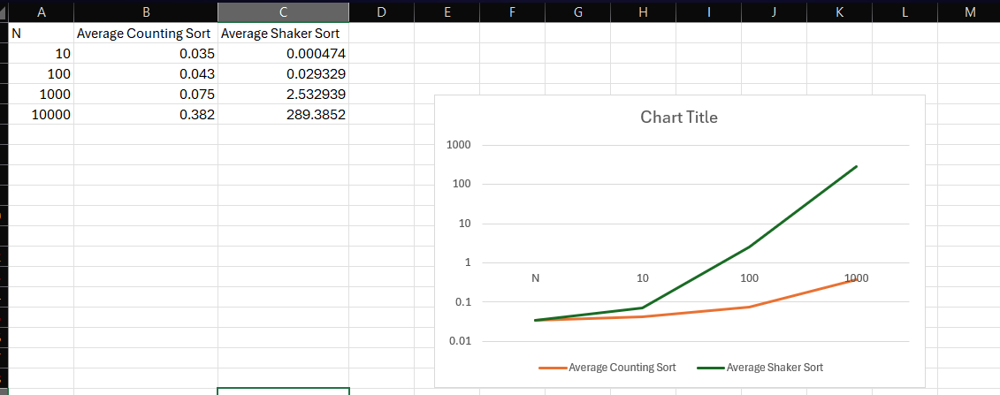 A B C D E F G H I J K L M
N Average Counting Sort Average Shaker Sort
10 0.035 0.000474
100 0.043 0.029329
1000 0.075 2.532939
10000 0.382 289.3852
Chart Title
1000
100
10
1
N 10 100 1000
0.1
0.01
Average Counting Sort Average Shaker Sort